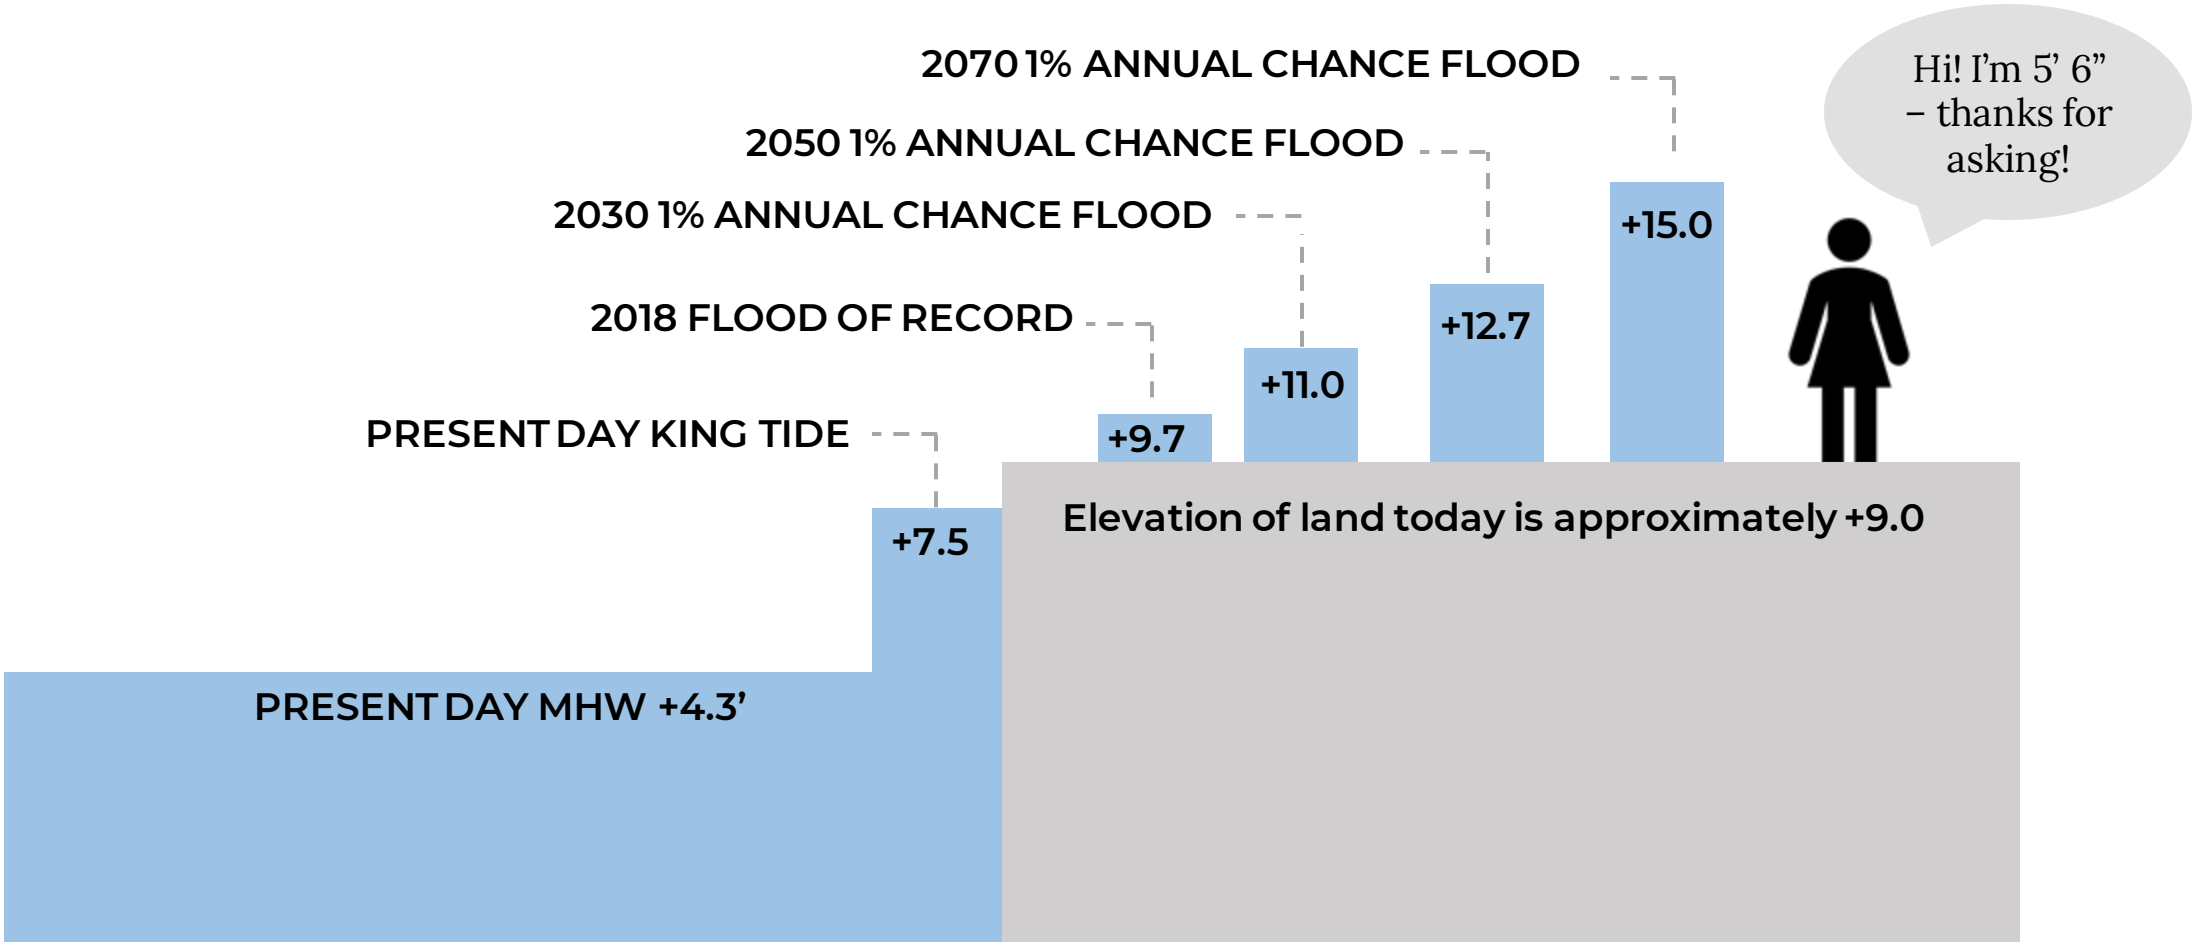 2070 1% ANNUAL CHANCE FLOOD
Hi! I’m 5’ 6”
– thanks for
asking!
2050 1% ANNUAL CHANCE FLOOD
2030 1% ANNUAL CHANCE FLOOD
+15.0
2018 FLOOD OF RECORD
+12.7
+11.0
PRESENT DAY KING TIDE
+9.7
Elevation of land today is approximately +9.0
+7.5
PRESENT DAY MHW +4.3’